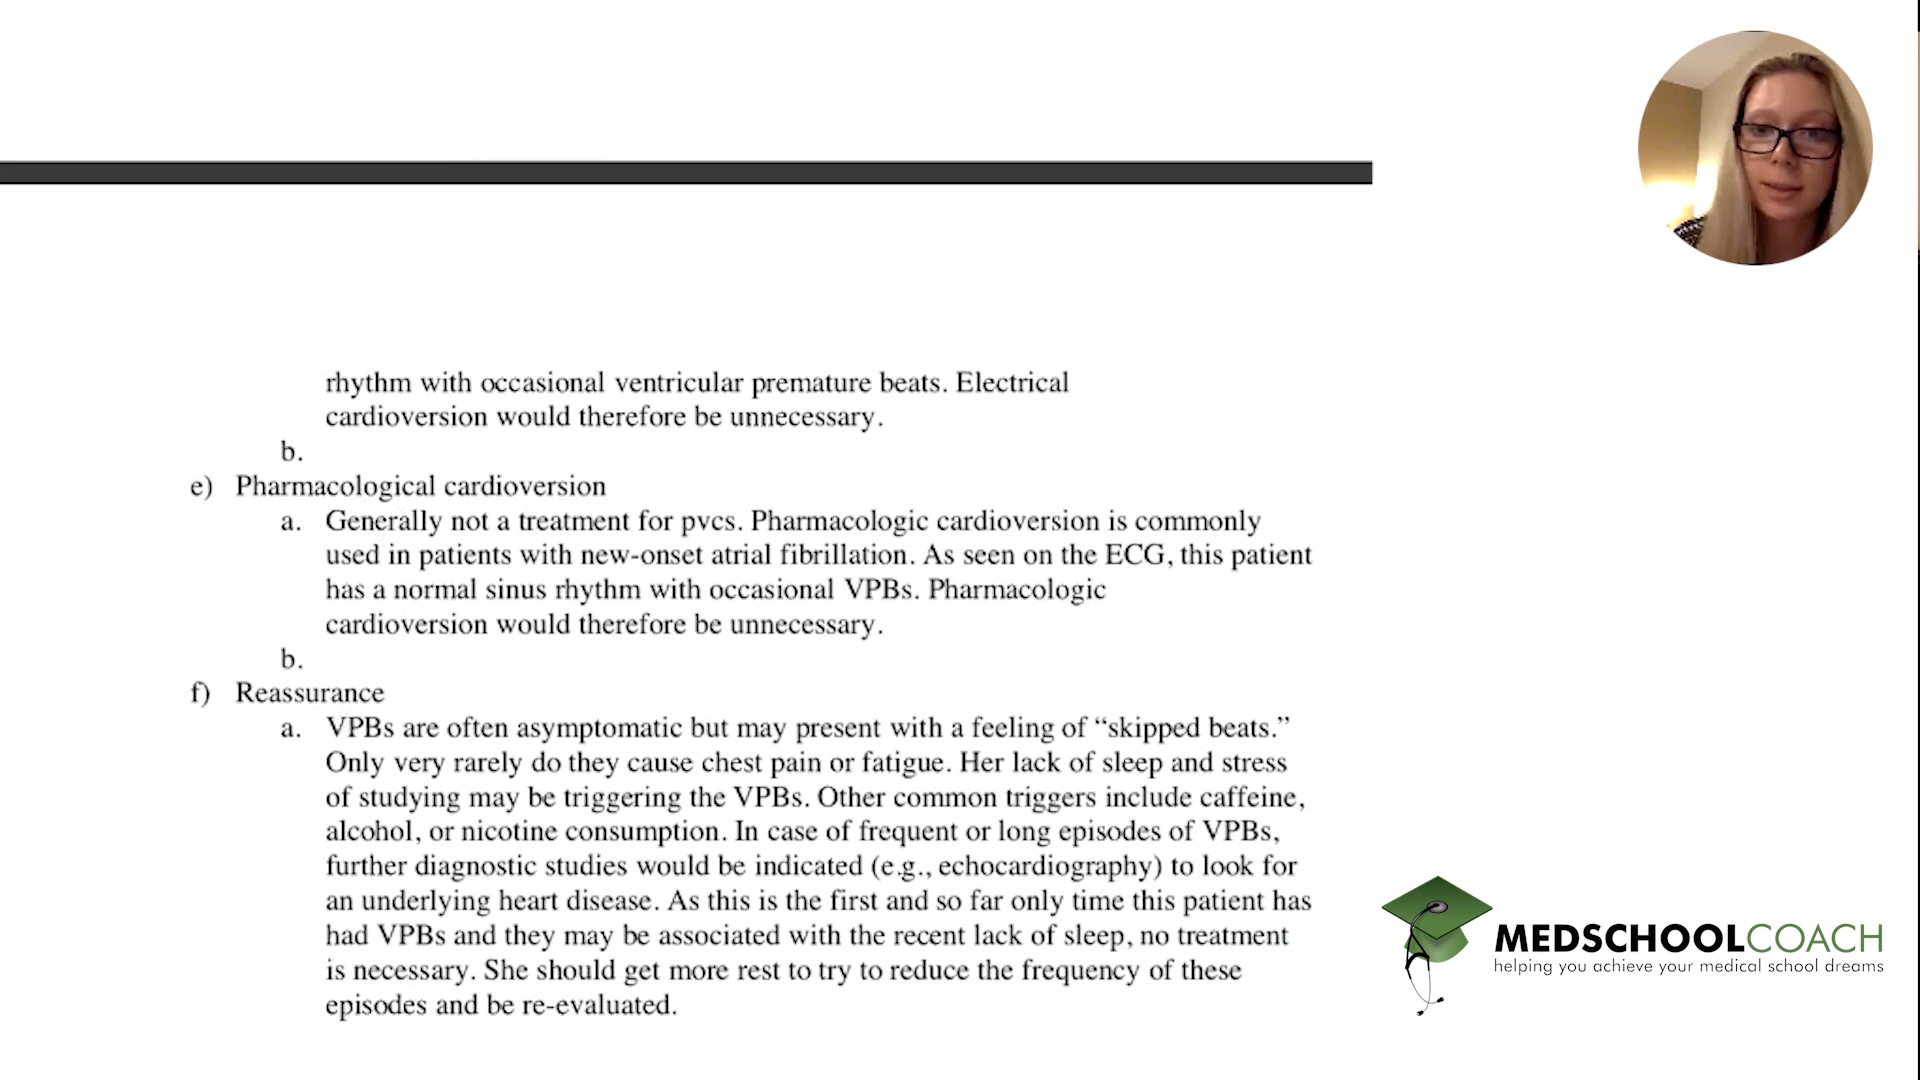 rhythm with occasional ventricular premature beats. Electrical
cardioversion would therefore be unnecessary.
b.
e) Pharmacological cardioversion
a. Generally not a treatment for pvcs. Pharmacologic cardioversion is commonly
used in patients with new-onset atrial fibrillation. As seen on the ECG, this patient
has a normal sinus rhythm with occasional VPBs. Pharmacologic
cardioversion would therefore be unnecessary.
b.
f) Reassurance
a. VPBs are often asymptomatic but may present with a feeling of “skipped beats.”
Only very rarely do they cause chest pain or fatigue. Her lack of sleep and stress
of studying may be triggering the VPBs. Other common triggers include caffeine,
alcohol, or nicotine consumption. In case of frequent or long episodes of VPBs,
further diagnostic studies would be indicated (e.g., echocardiography) to look for
an underlying heart disease. As this is the first and so far only time this patient has
had VPBs and they may be associated with the recent lack of sleep, no treatment
is necessary. She should get more rest to try to reduce the frequency of these
episodes and be re-evaluated.
MEDSCHOOLCOACH
helping you achieve your medical school dreams